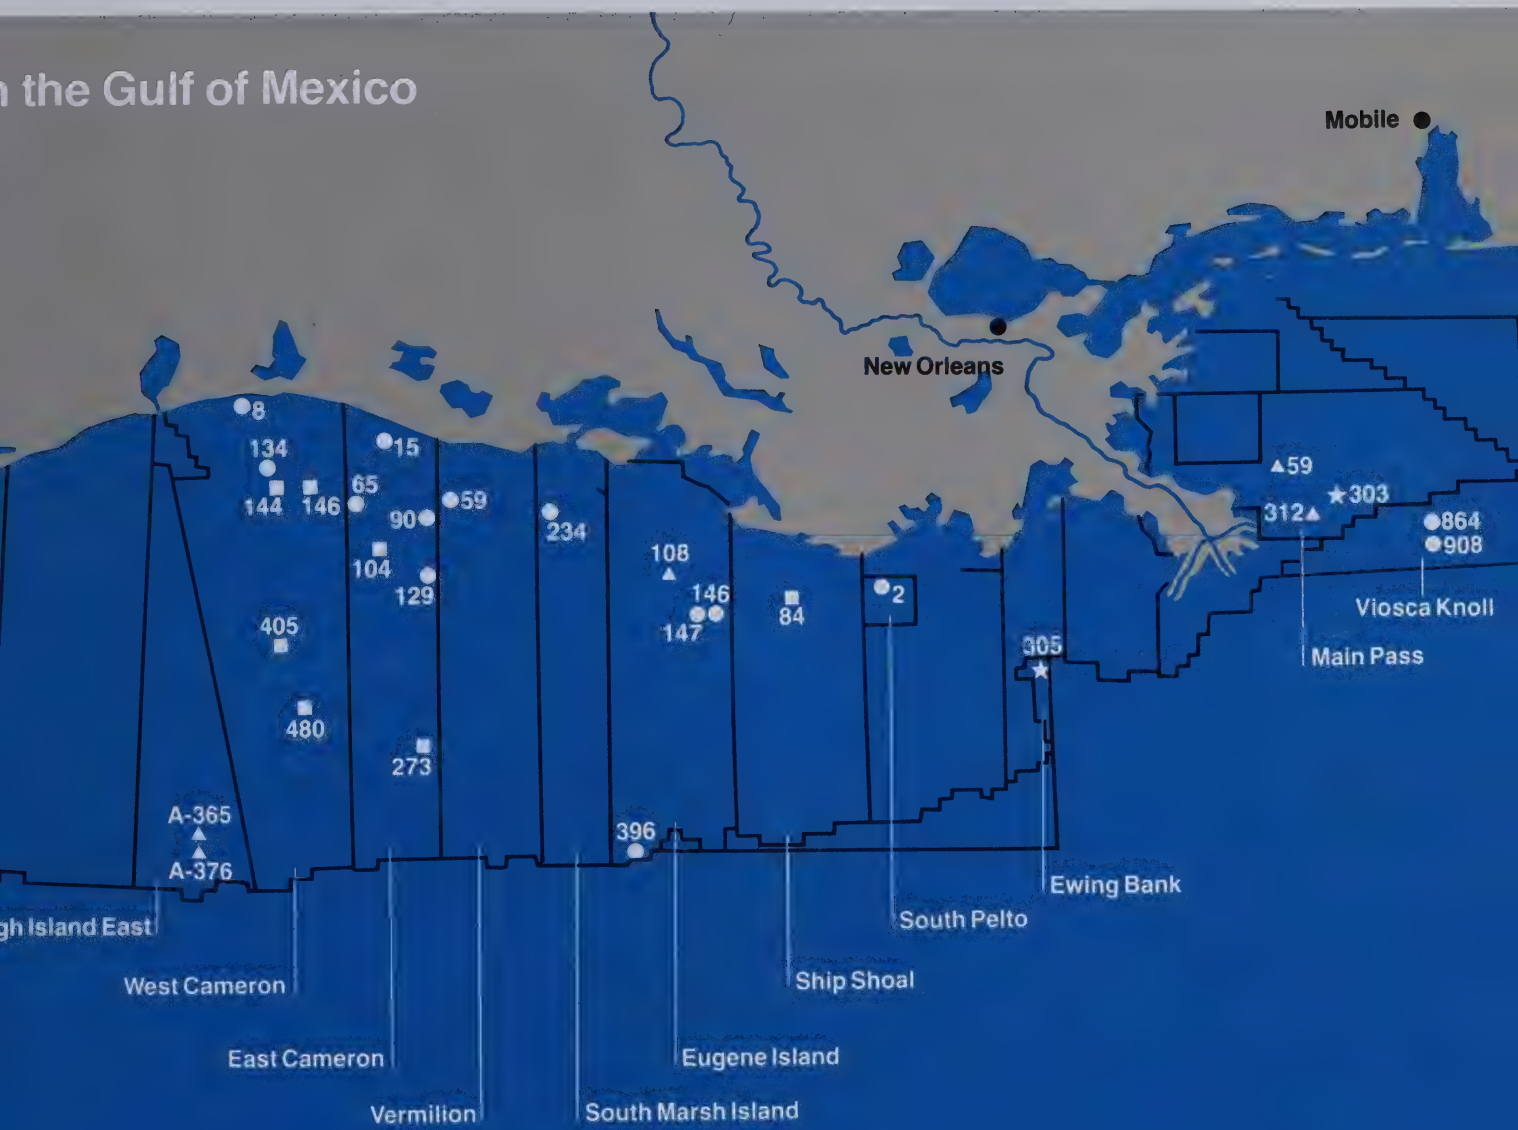 the Gulf of Mexico
Mobile
New Orleans
8
15
134
144
146
65
59
90
234
104
129
108
146
147
84
2
59
303
312
864
908
Viosca Knoll
Main Pass
405
305
480
273
A-365
A-376
396
Ewing Bank
South Pelto
gh Island East
West Cameron
Ship Shoal
East Cameron
Eugene Island
Vermilion
South Marsh Island